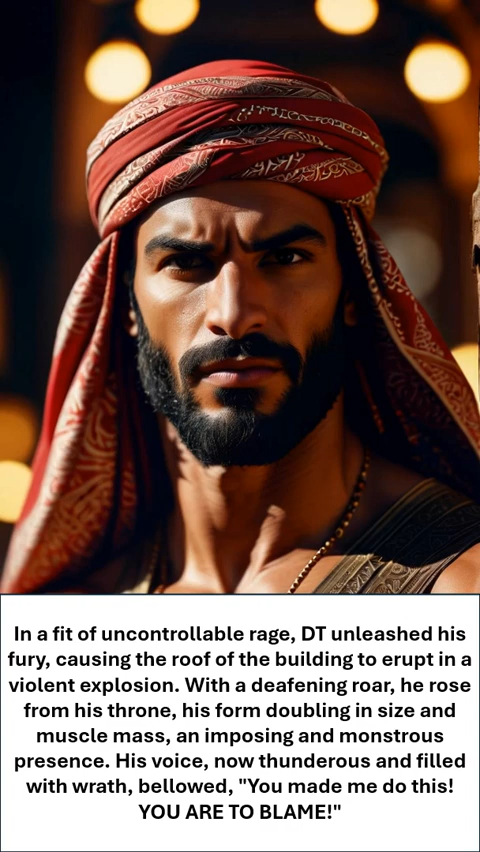 In a fit of uncontrollable rage, DT unleashed his
fury, causing the roof of the building to erupt in a
violent explosion. With a deafening roar, he rose
from his throne, his form doubling in size and
muscle mass, an imposing and monstrous
presence. His voice, now thunderous and filled
with wrath, bellowed, "You made me do this!
YOU ARE TO BLAME!"